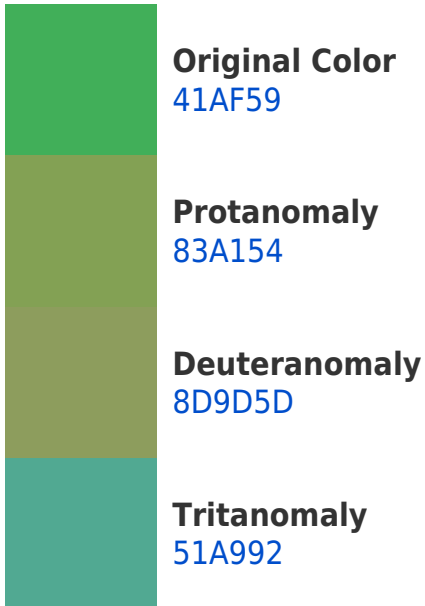 Original Color
41AF59
Protanomaly
83A154
Deuteranomaly
8D9D5D
Tritanomaly
51A992